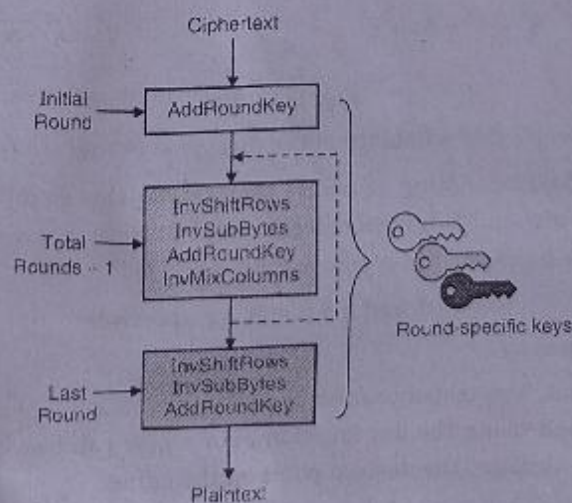 Ciphertext
Initial
Round
AddRoundKey
InvShiftRows
InvSubBytes
AddRoundKey
InvMixColumns
Total
Rounds - 1
Round-specific keys
InvShiftRows
InvSubBytes
AddRoundKey
Last
Round
Plaintext